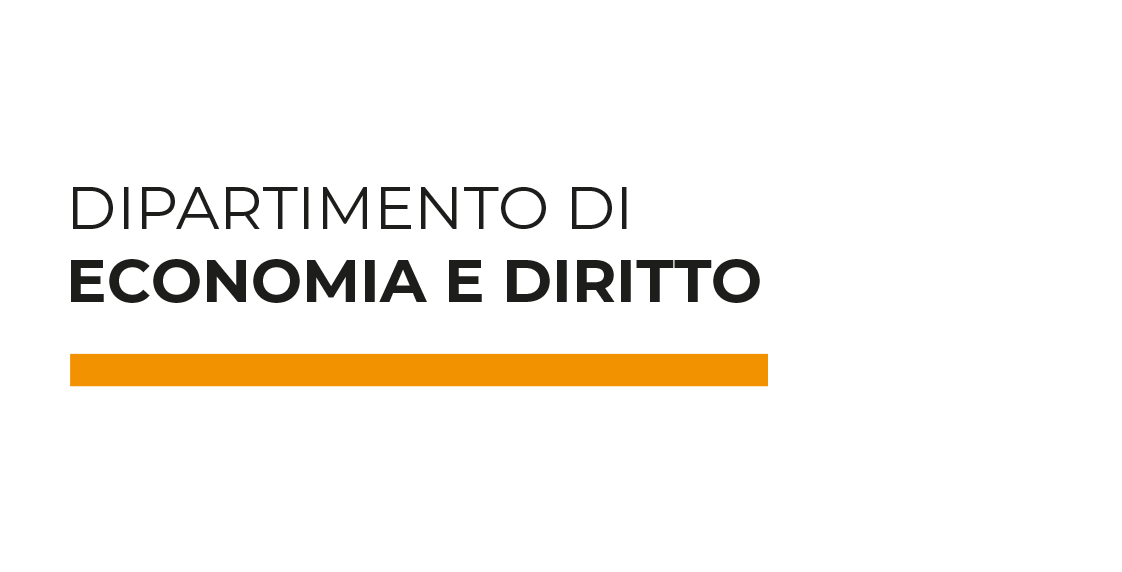 DIPARTIMENTO DI
ECONOMIA E DIRITTO